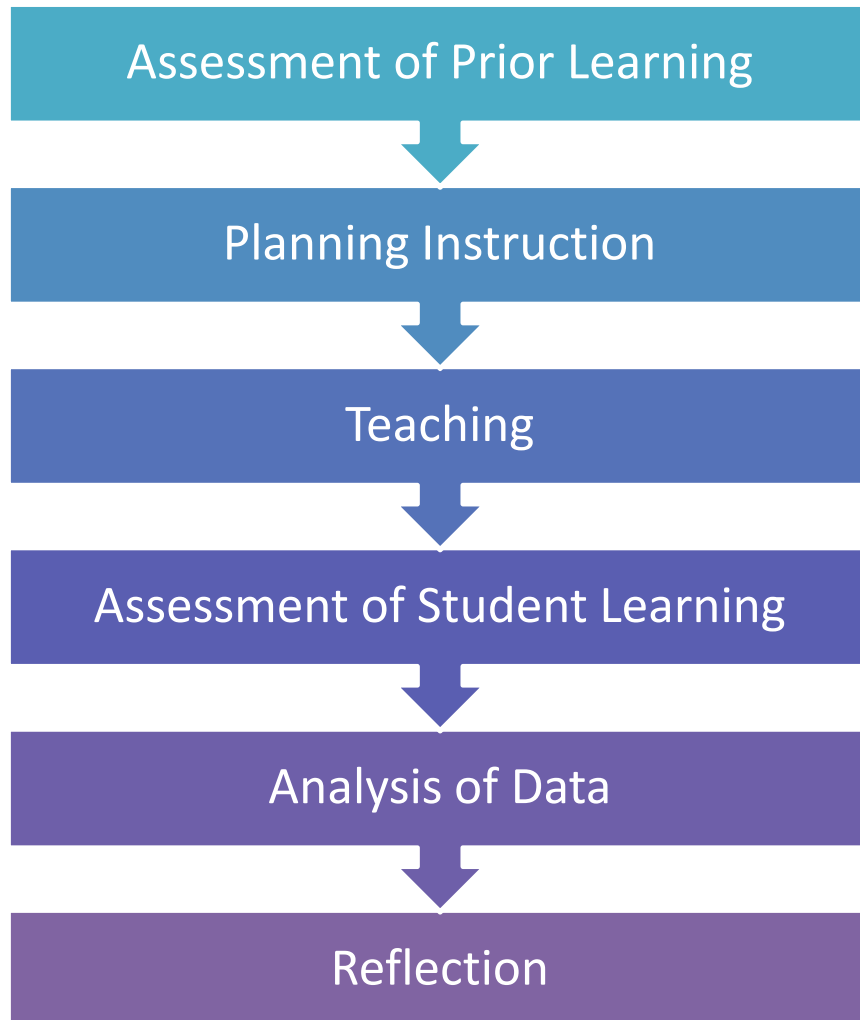 Assessment of Prior Learning
Planning Instruction
Teaching
Assessment of Student Learning
Analysis of Data
Reflection